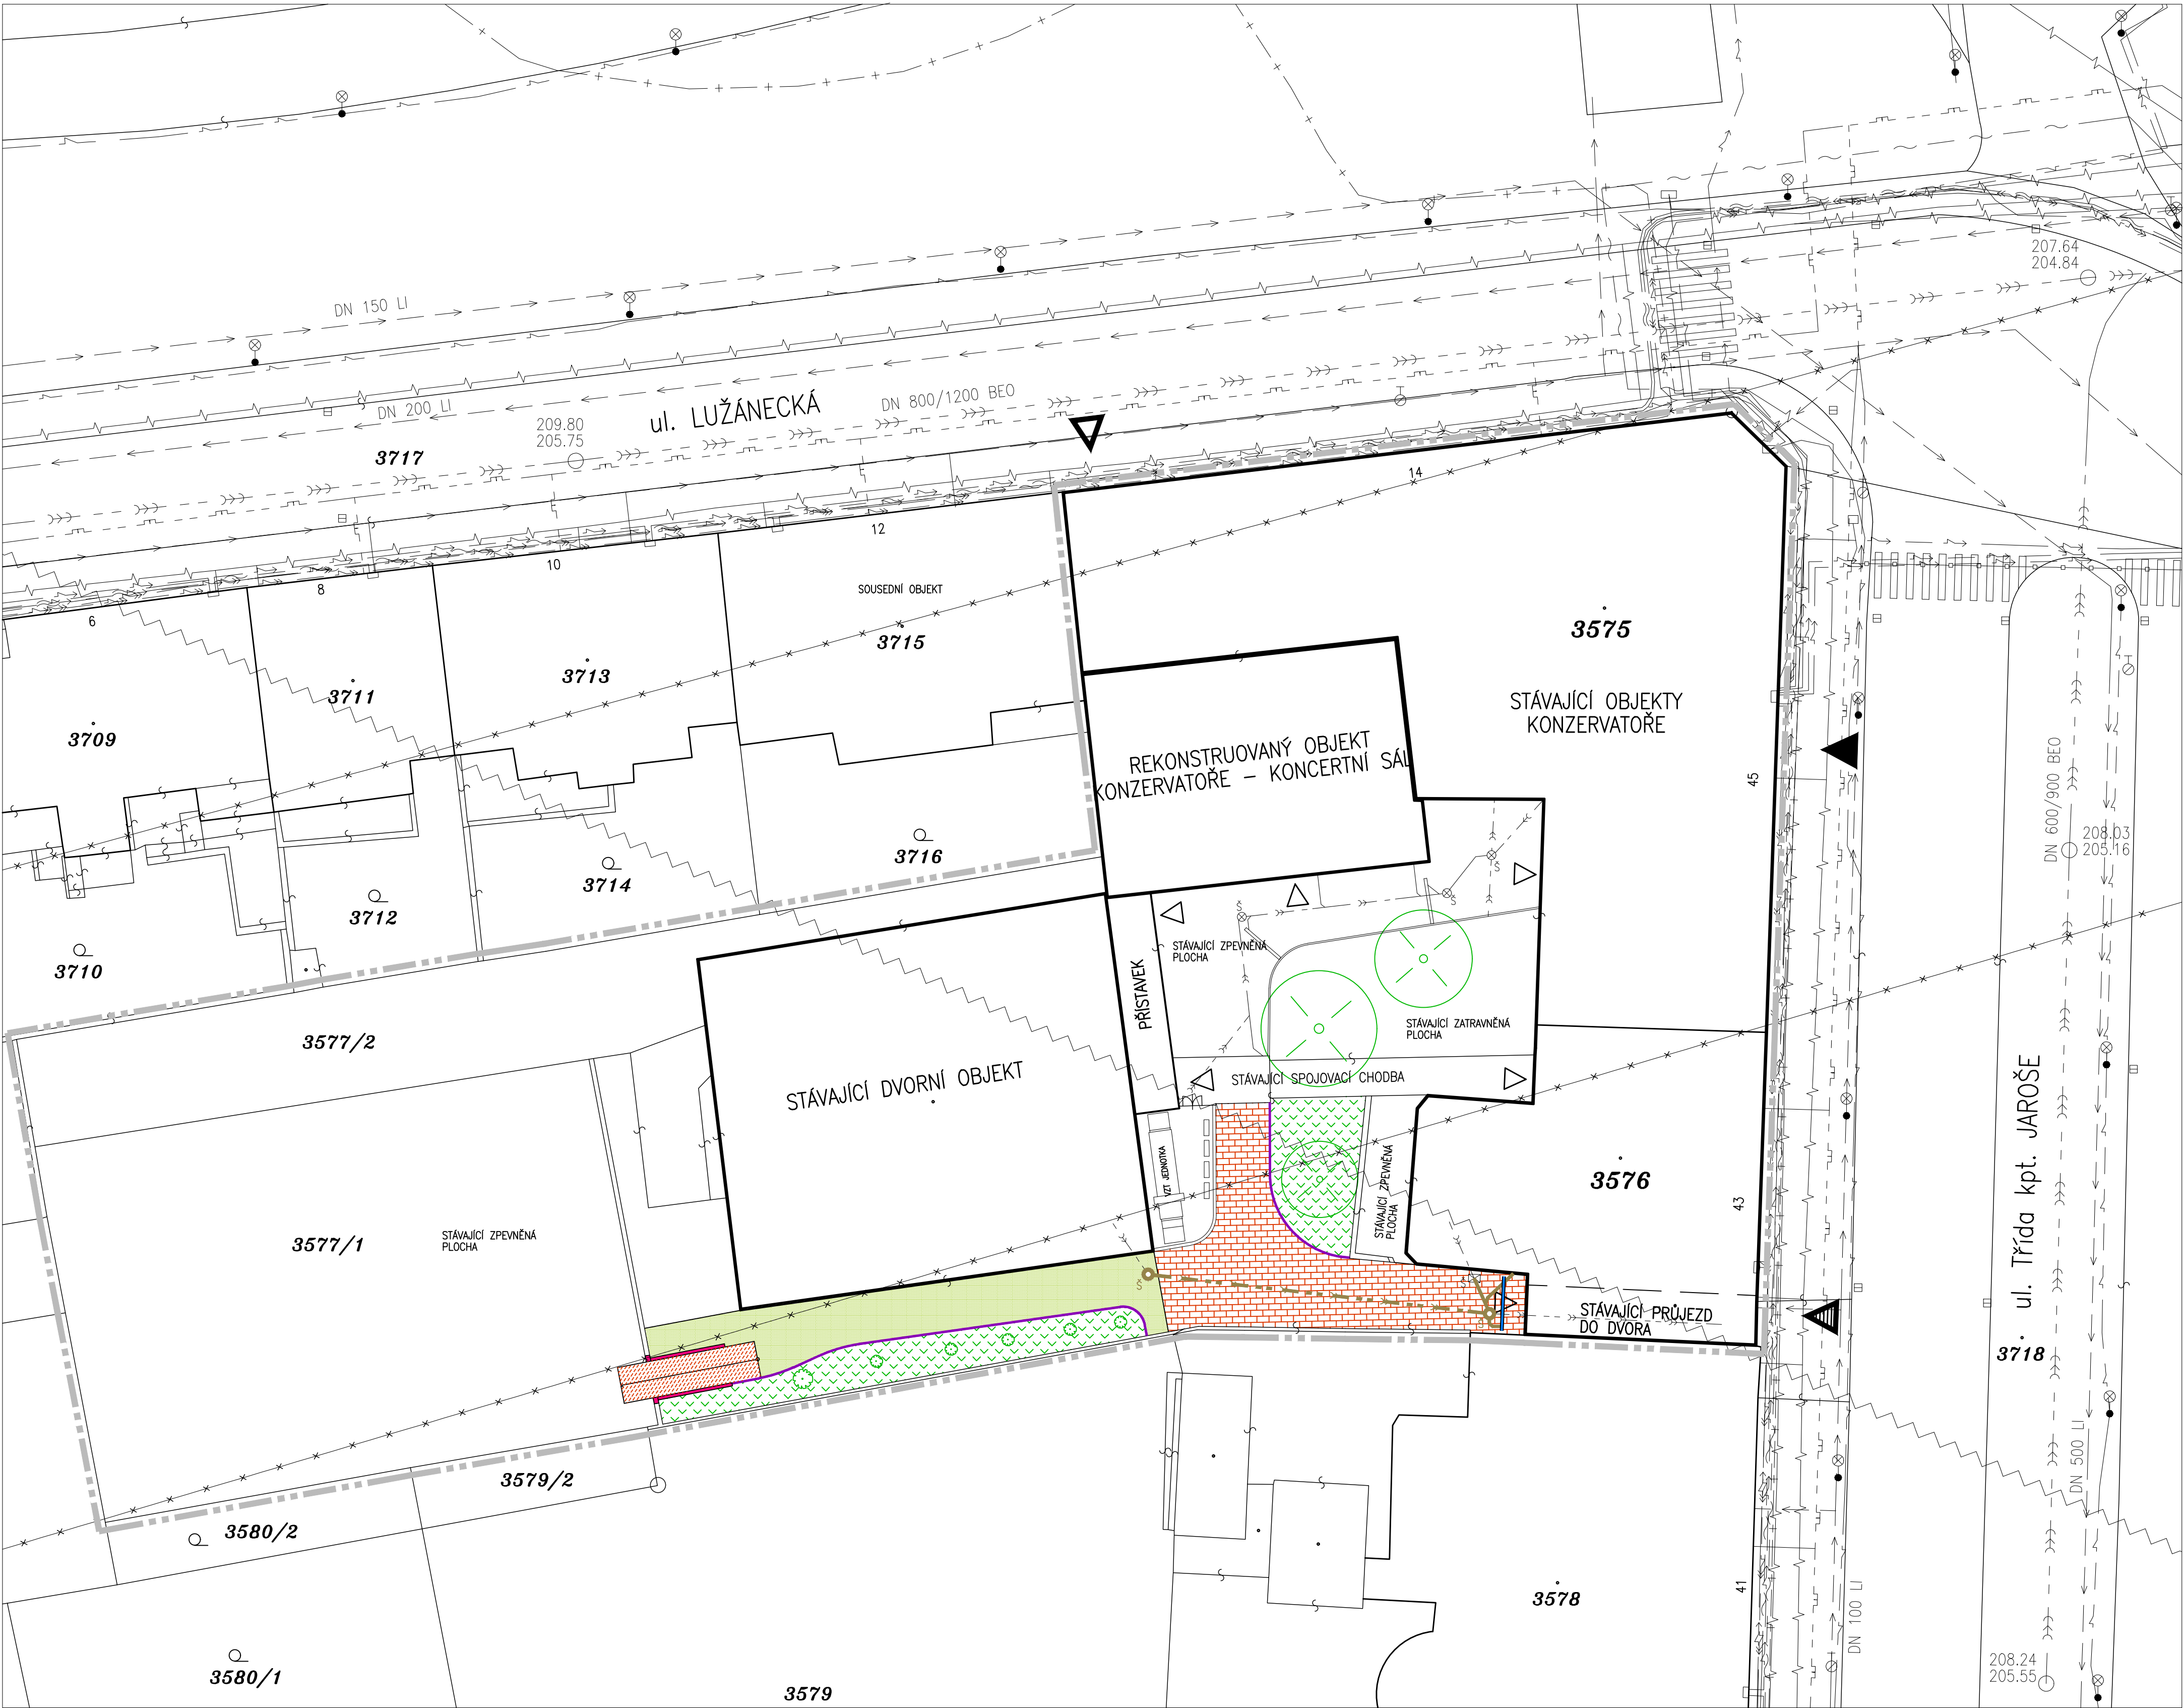 DN 150 LI
DN 200 LI
209.80
205.75
ul. LUŽÁNECKÁ
DN 800/1200 BEO
207.64
204.84
3717
14
12
10
8
6
SOUSEDNÍ OBJEKT
3715
3713
3711
3709
3575
STÁVAJÍCÍ OBJEKTY
KONZERVATOŘE
REKONSTRUOVANÝ OBJEKT
KONZERVATOŘE – KONCERTNÍ SÁL
45
DN 600/900 BEO
208.03
205.16
3716
3714
3712
3710
Š
Š
Š
STÁVAJÍCÍ ZPEVNĚNÁ
PLOCHA
PŘÍSTAVEK
STÁVAJÍCÍ ZATRAVNĚNÁ
PLOCHA
3577/2
STÁVAJÍCÍ DVORNÍ OBJEKT
STÁVAJÍCÍ SPOJOVACÍ CHODBA
VZT JEDNOTKA
STÁVAJÍCÍ ZPEVNĚNÁ
PLOCHA
3576
43
ul. Třída kpt. JAROŠE
3577/1
STÁVAJÍCÍ ZPEVNĚNÁ
PLOCHA
Š
Š
Š
STÁVAJÍCÍ PRŮJEZD
DO DVORA
3718
3579/2
3580/2
DN 500 LI
3578
41
DN 100 LI
3580/1
3579
208.24
205.55